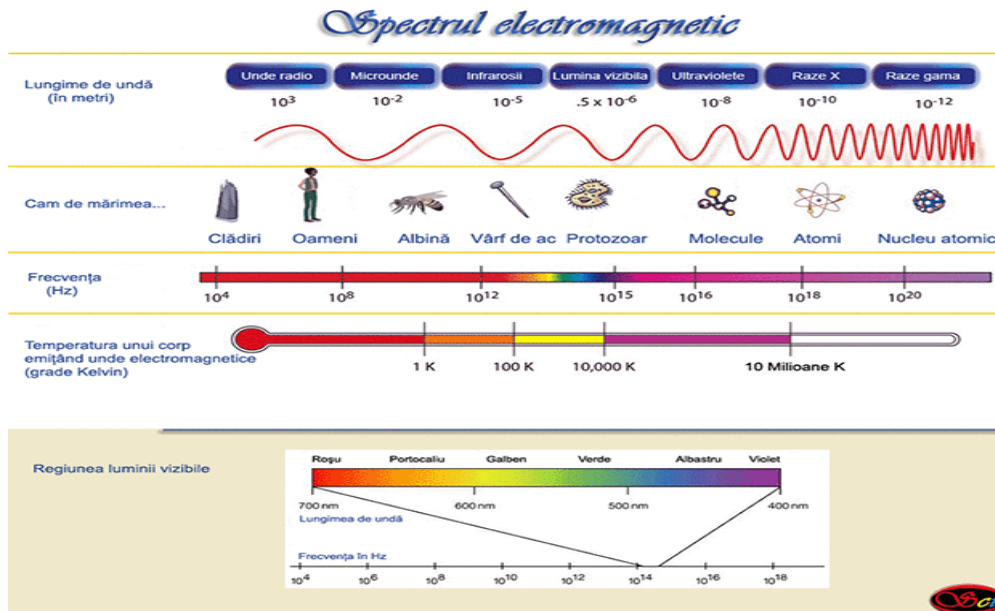 Spectrul electromagnetic
Lungime de undă
(în metri)
Unde radio Microunde Infrarosii Lumina vizibila Ultraviolete Raze X Raze gama
10³ 10⁻² 10⁻⁵ .5 x 10⁻⁶ 10⁻⁸ 10⁻¹⁰ 10⁻¹²
Cam de mărimea...
Clădiri Oameni Albină Vârf de ac Protozoar Molecule Atomi Nucleu atomic
Frecvența
(Hz)
10⁴ 10⁸ 10¹² 10¹⁵ 10¹⁶ 10¹⁸ 10²⁰
Temperatura unui corp
emițând unde electromagnetice
(grade Kelvin)
1 K 100 K 10,000 K 10 Milioane K
Regiunea luminii vizibile
Roșu Portocaliu Galben Verde Albastru Violet
700 nm 600 nm 500 nm 400 nm
Lungimea de undă
Frecvența în Hz
10⁴ 10⁶ 10⁸ 10¹⁰ 10¹² 10¹⁴ 10¹⁶ 10¹⁸